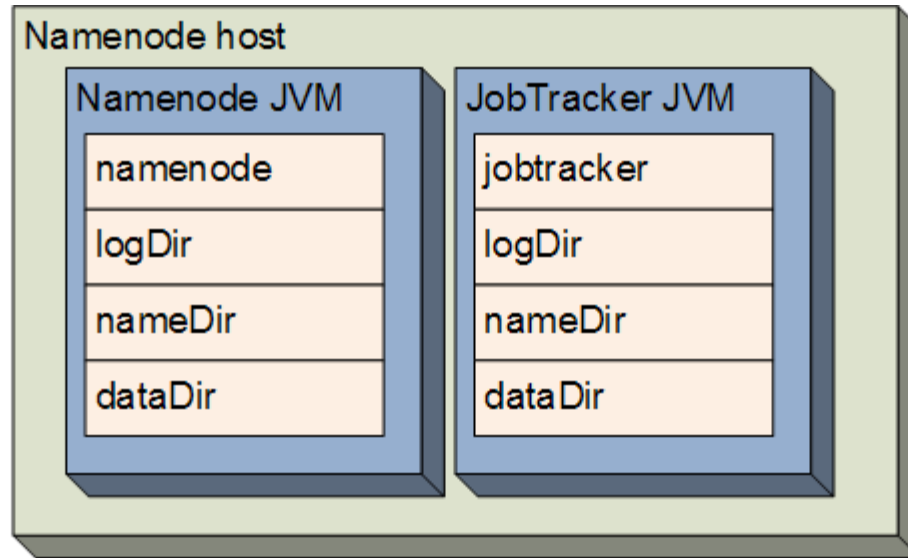 Namenode host
Namenode JVM
namenode
logDir
nameDir
dataDir
JobTracker JVM
jobtracker
logDir
nameDir
dataDir